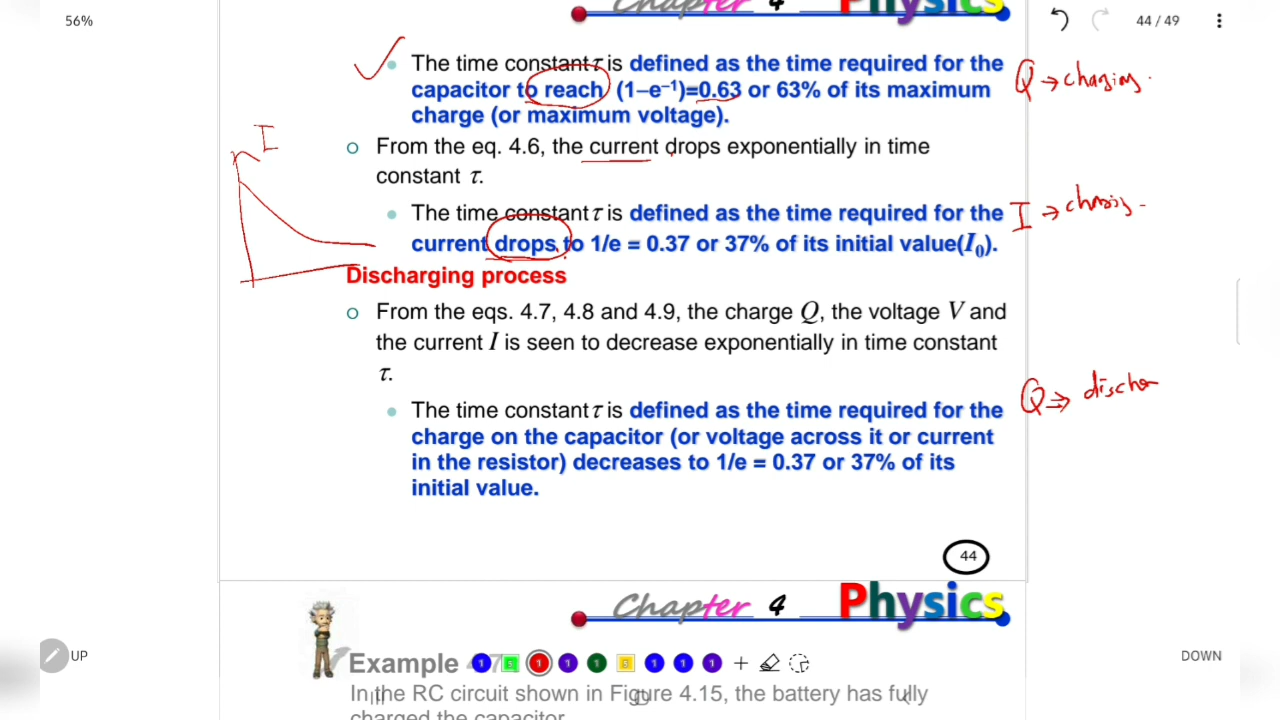 56%
Chapter 4 Physics
44 / 49
• The time constant τ is defined as the time required for the
capacitor to reach (1–e⁻¹)=0.63 or 63% of its maximum
charge (or maximum voltage).
Q → charging.
I
o From the eq. 4.6, the current drops exponentially in time
constant τ.
• The time constant τ is defined as the time required for the
current drops to 1/e = 0.37 or 37% of its initial value(I₀).
I →
Discharging process
o From the eqs. 4.7, 4.8 and 4.9, the charge Q, the voltage V and
the current I is seen to decrease exponentially in time constant
τ.
• The time constant τ is defined as the time required for the
charge on the capacitor (or voltage across it or current
in the resistor) decreases to 1/e = 0.37 or 37% of its
initial value.
Q →
44
Chapter 4 Physics
UP
DOWN
Example
In the RC circuit shown in Figure 4.15, the battery has fully
charged the capacitor